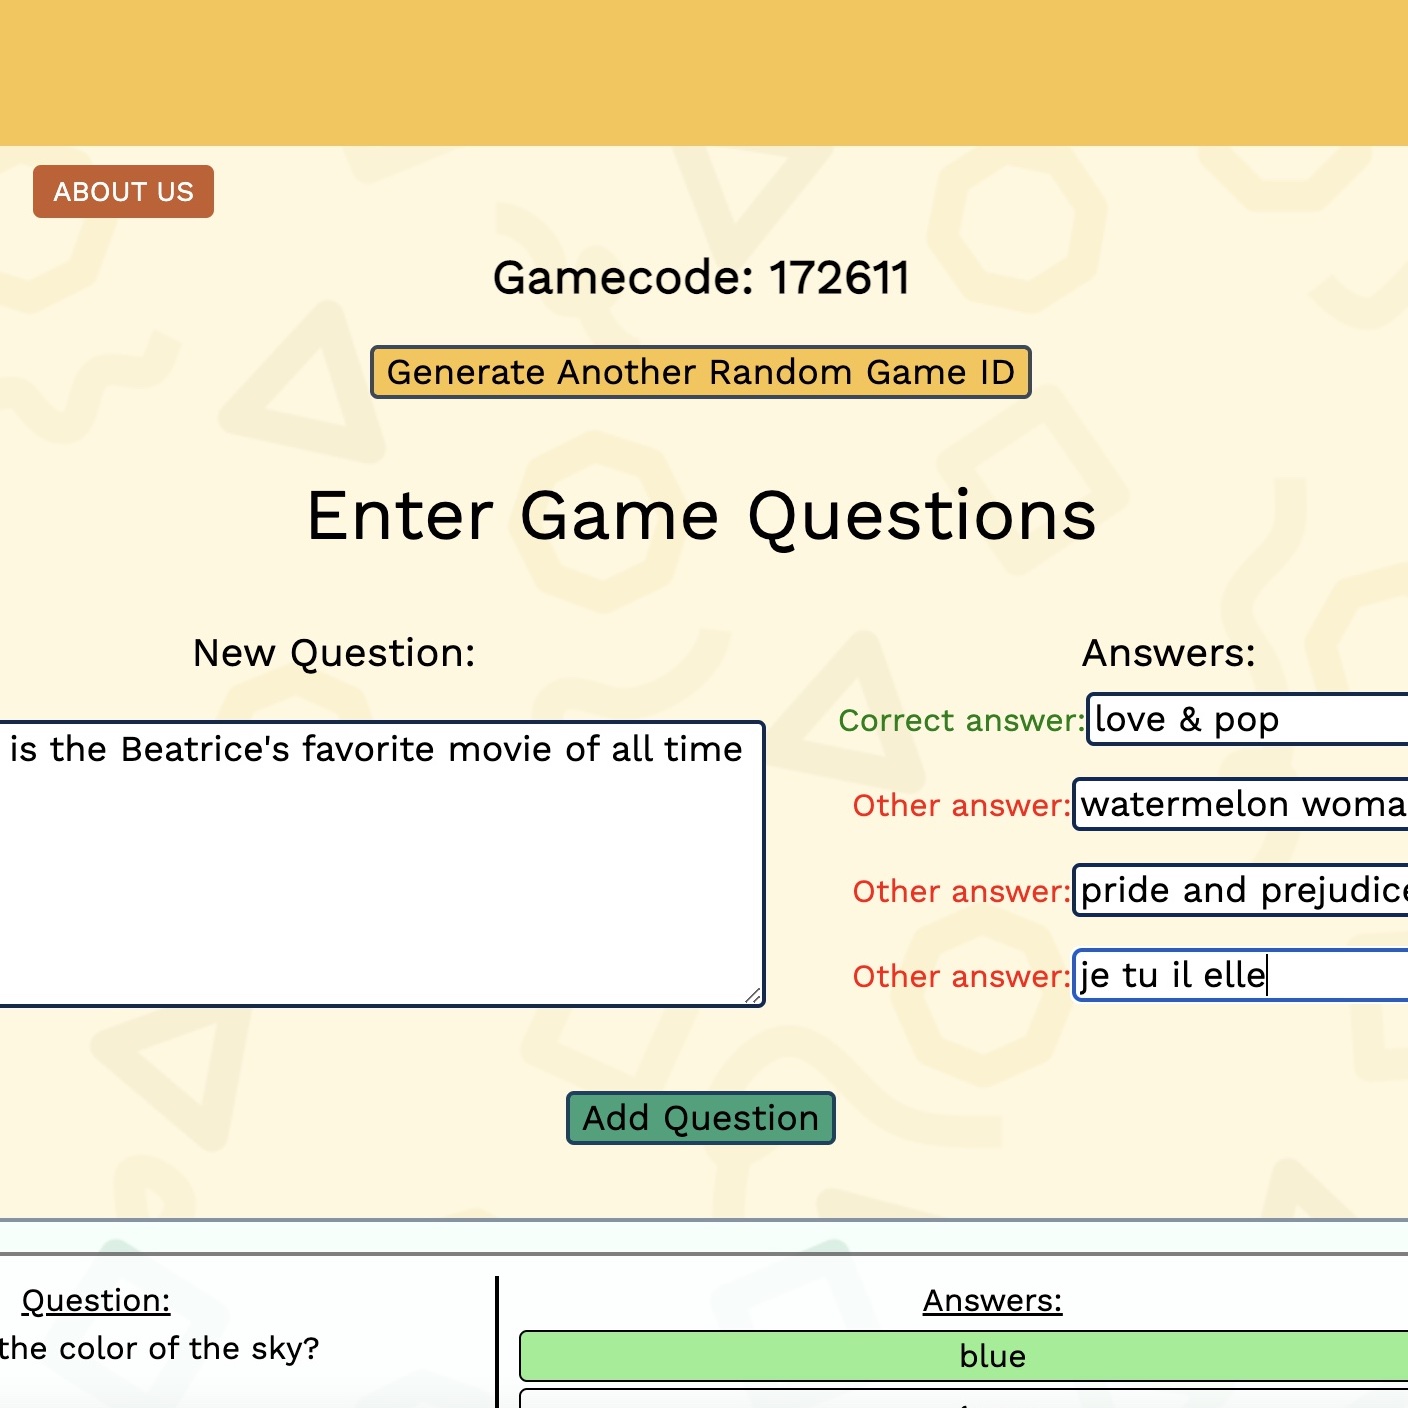 ABOUT US
Gamecode: 172611
Generate Another Random Game ID
Enter Game Questions
New Question:
is the Beatrice's favorite movie of all time
Answers:
Correct answer: love & pop
Other answer: watermelon woma
Other answer: pride and prejudice
Other answer: je tu il elle
Add Question
Question:
the color of the sky?
Answers:
blue